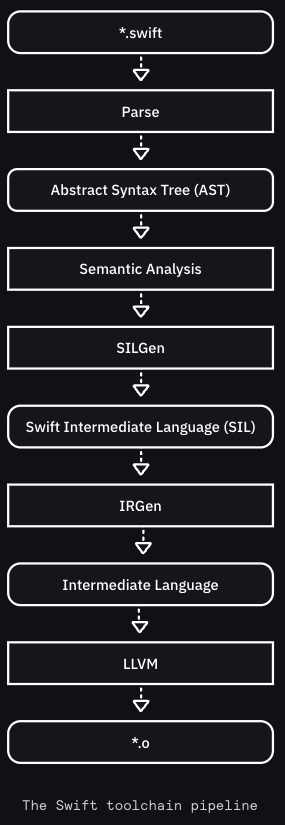 *.swift
Parse
Abstract Syntax Tree (AST)
Semantic Analysis
SILGen
Swift Intermediate Language (SIL)
IRGen
Intermediate Language
LLVM
*.o
The Swift toolchain pipeline